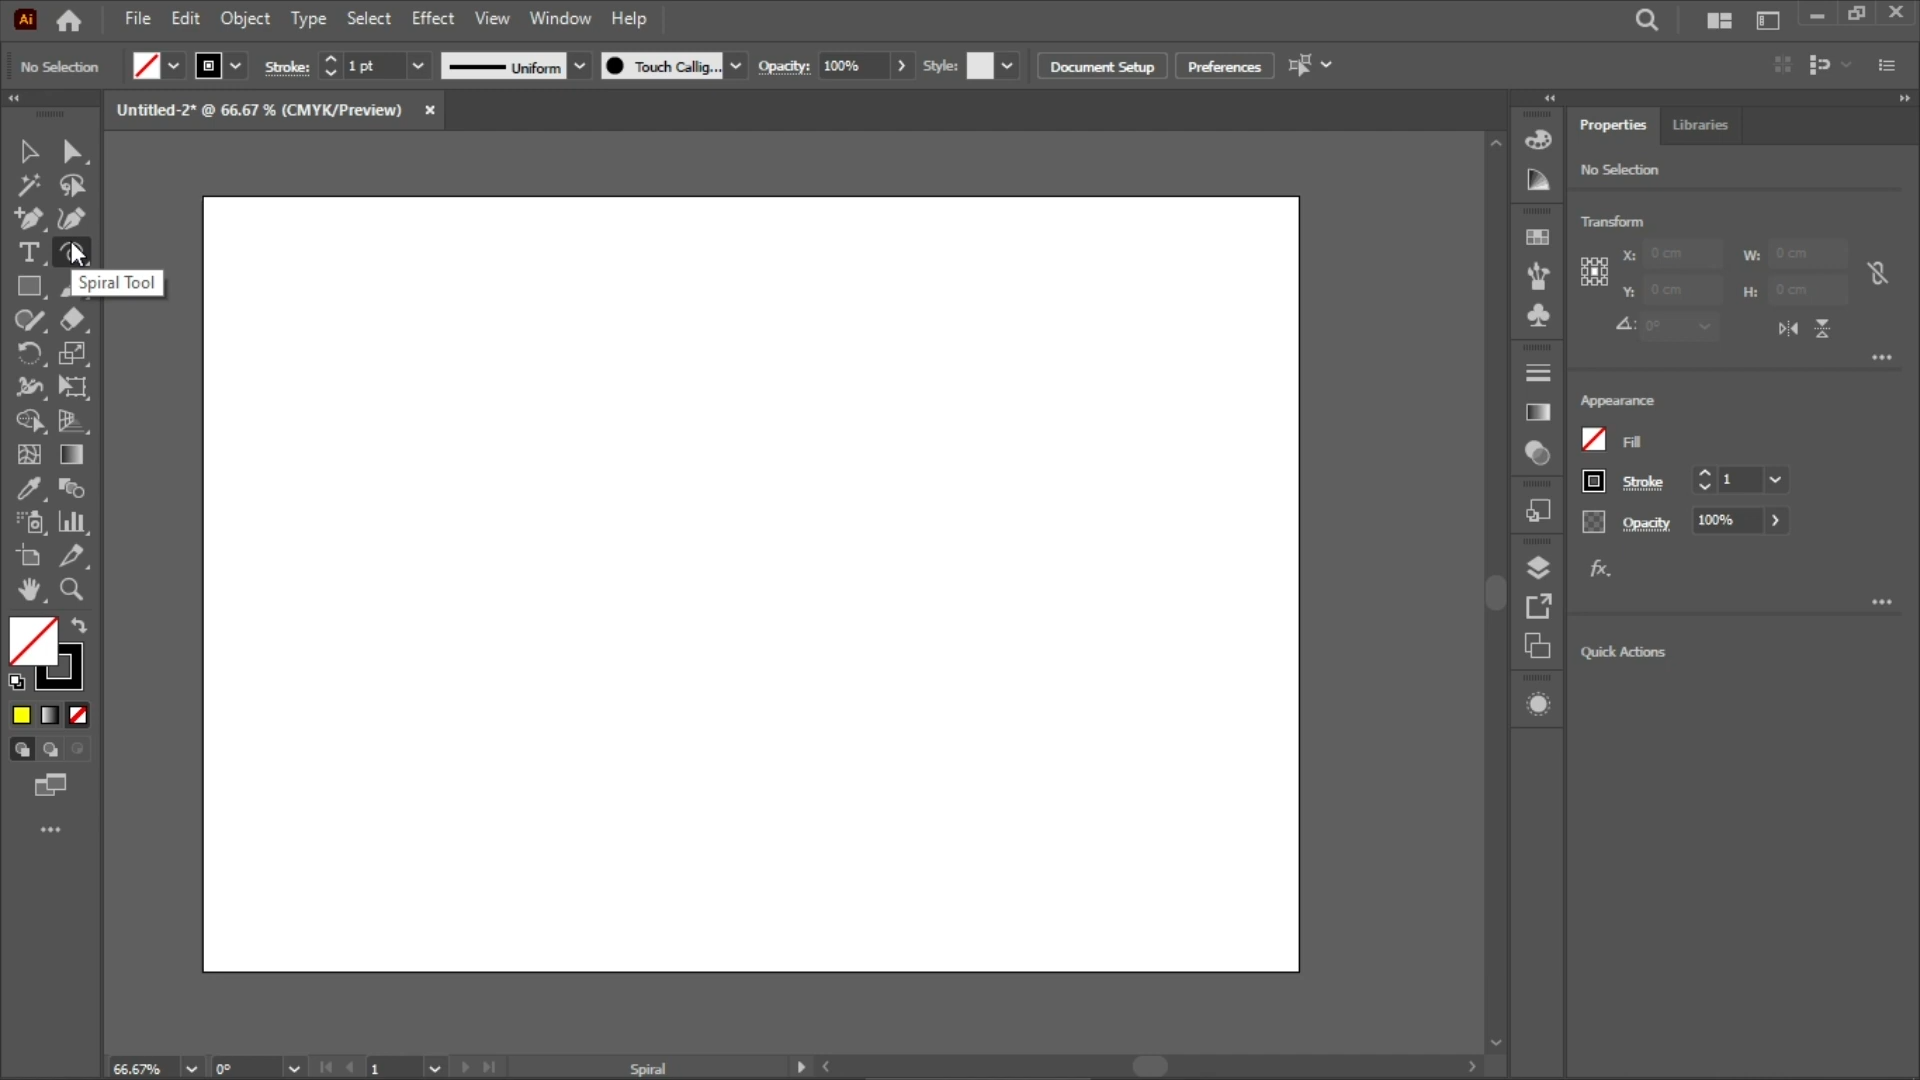 Ai File Edit Object Type Select Effect View Window Help
No Selection Stroke: 1 pt Uniform Touch Callig... Opacity: 100% Style: Document Setup Preferences
Untitled-2* @ 66.67 % (CMYK/Preview) ×
Spiral Tool
Properties Libraries
No Selection
Transform
X: 0 cm W: 0 cm
Y: 0 cm H: 0 cm
0°
Appearance
Fill
Stroke 1
Opacity 100%
fx.
Quick Actions
66.67% 0° 1 Spiral